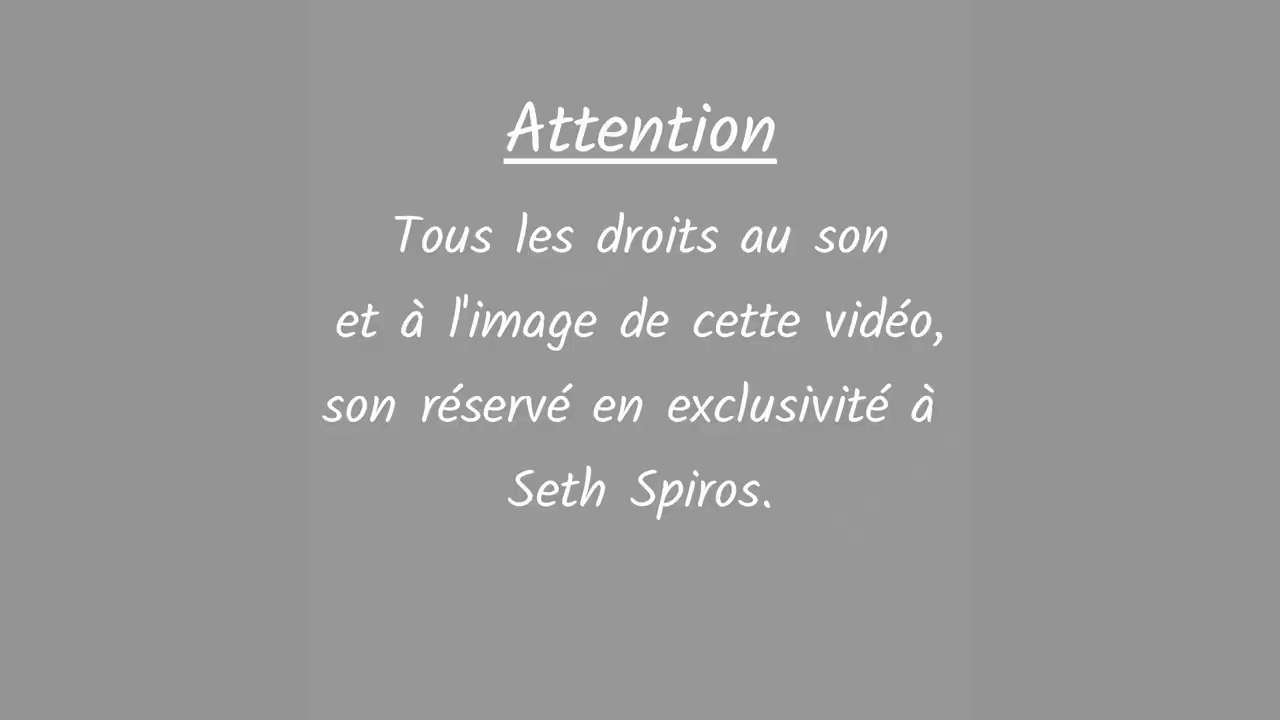 Attention
Tous les droits au son
et à l'image de cette vidéo,
son réservé en exclusivité à
Seth Spiros.